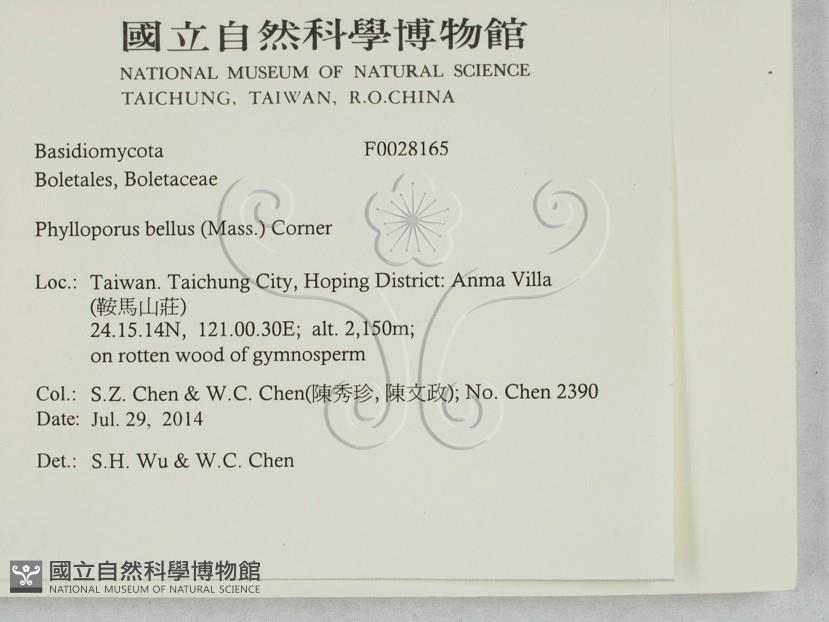 國立自然科學博物館
NATIONAL MUSEUM OF NATURAL SCIENCE
TAICHUNG, TAIWAN, R.O.CHINA
Basidiomycota F0028165
Boletales, Boletaceae
Phylloporus bellus (Mass.) Corner
Loc.: Taiwan. Taichung City, Hoping District: Anma Villa
(鞍馬山莊)
24.15.14N, 121.00.30E; alt. 2,150m;
on rotten wood of gymnosperm
Col.: S.Z. Chen & W.C. Chen(陳秀珍, 陳文政); No. Chen 2390
Date: Jul. 29, 2014
Det.: S.H. Wu & W.C. Chen
國立自然科學博物館
NATIONAL MUSEUM OF NATURAL SCIENCE